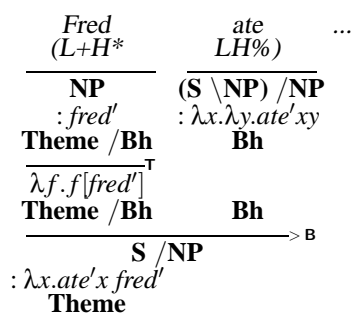 Fred ate ...
(L+H* LH%)
NP (S \NP) /NP
: fred′ : λx.λy.ate′xy
Theme /Bh Bh
T
λf.f[fred′]
Theme /Bh Bh
> B
S /NP
: λx.ate′x fred′
Theme